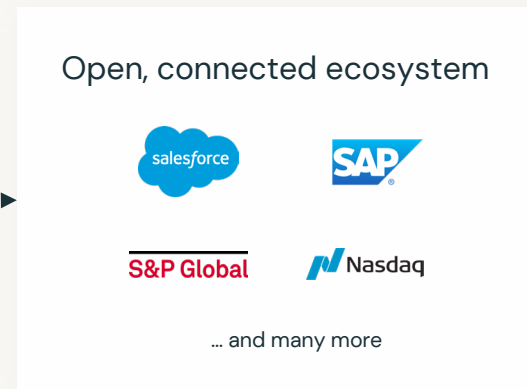 Open, connected ecosystem
salesforce
SAP
®
S&P Global
Nasdaq
... and many more